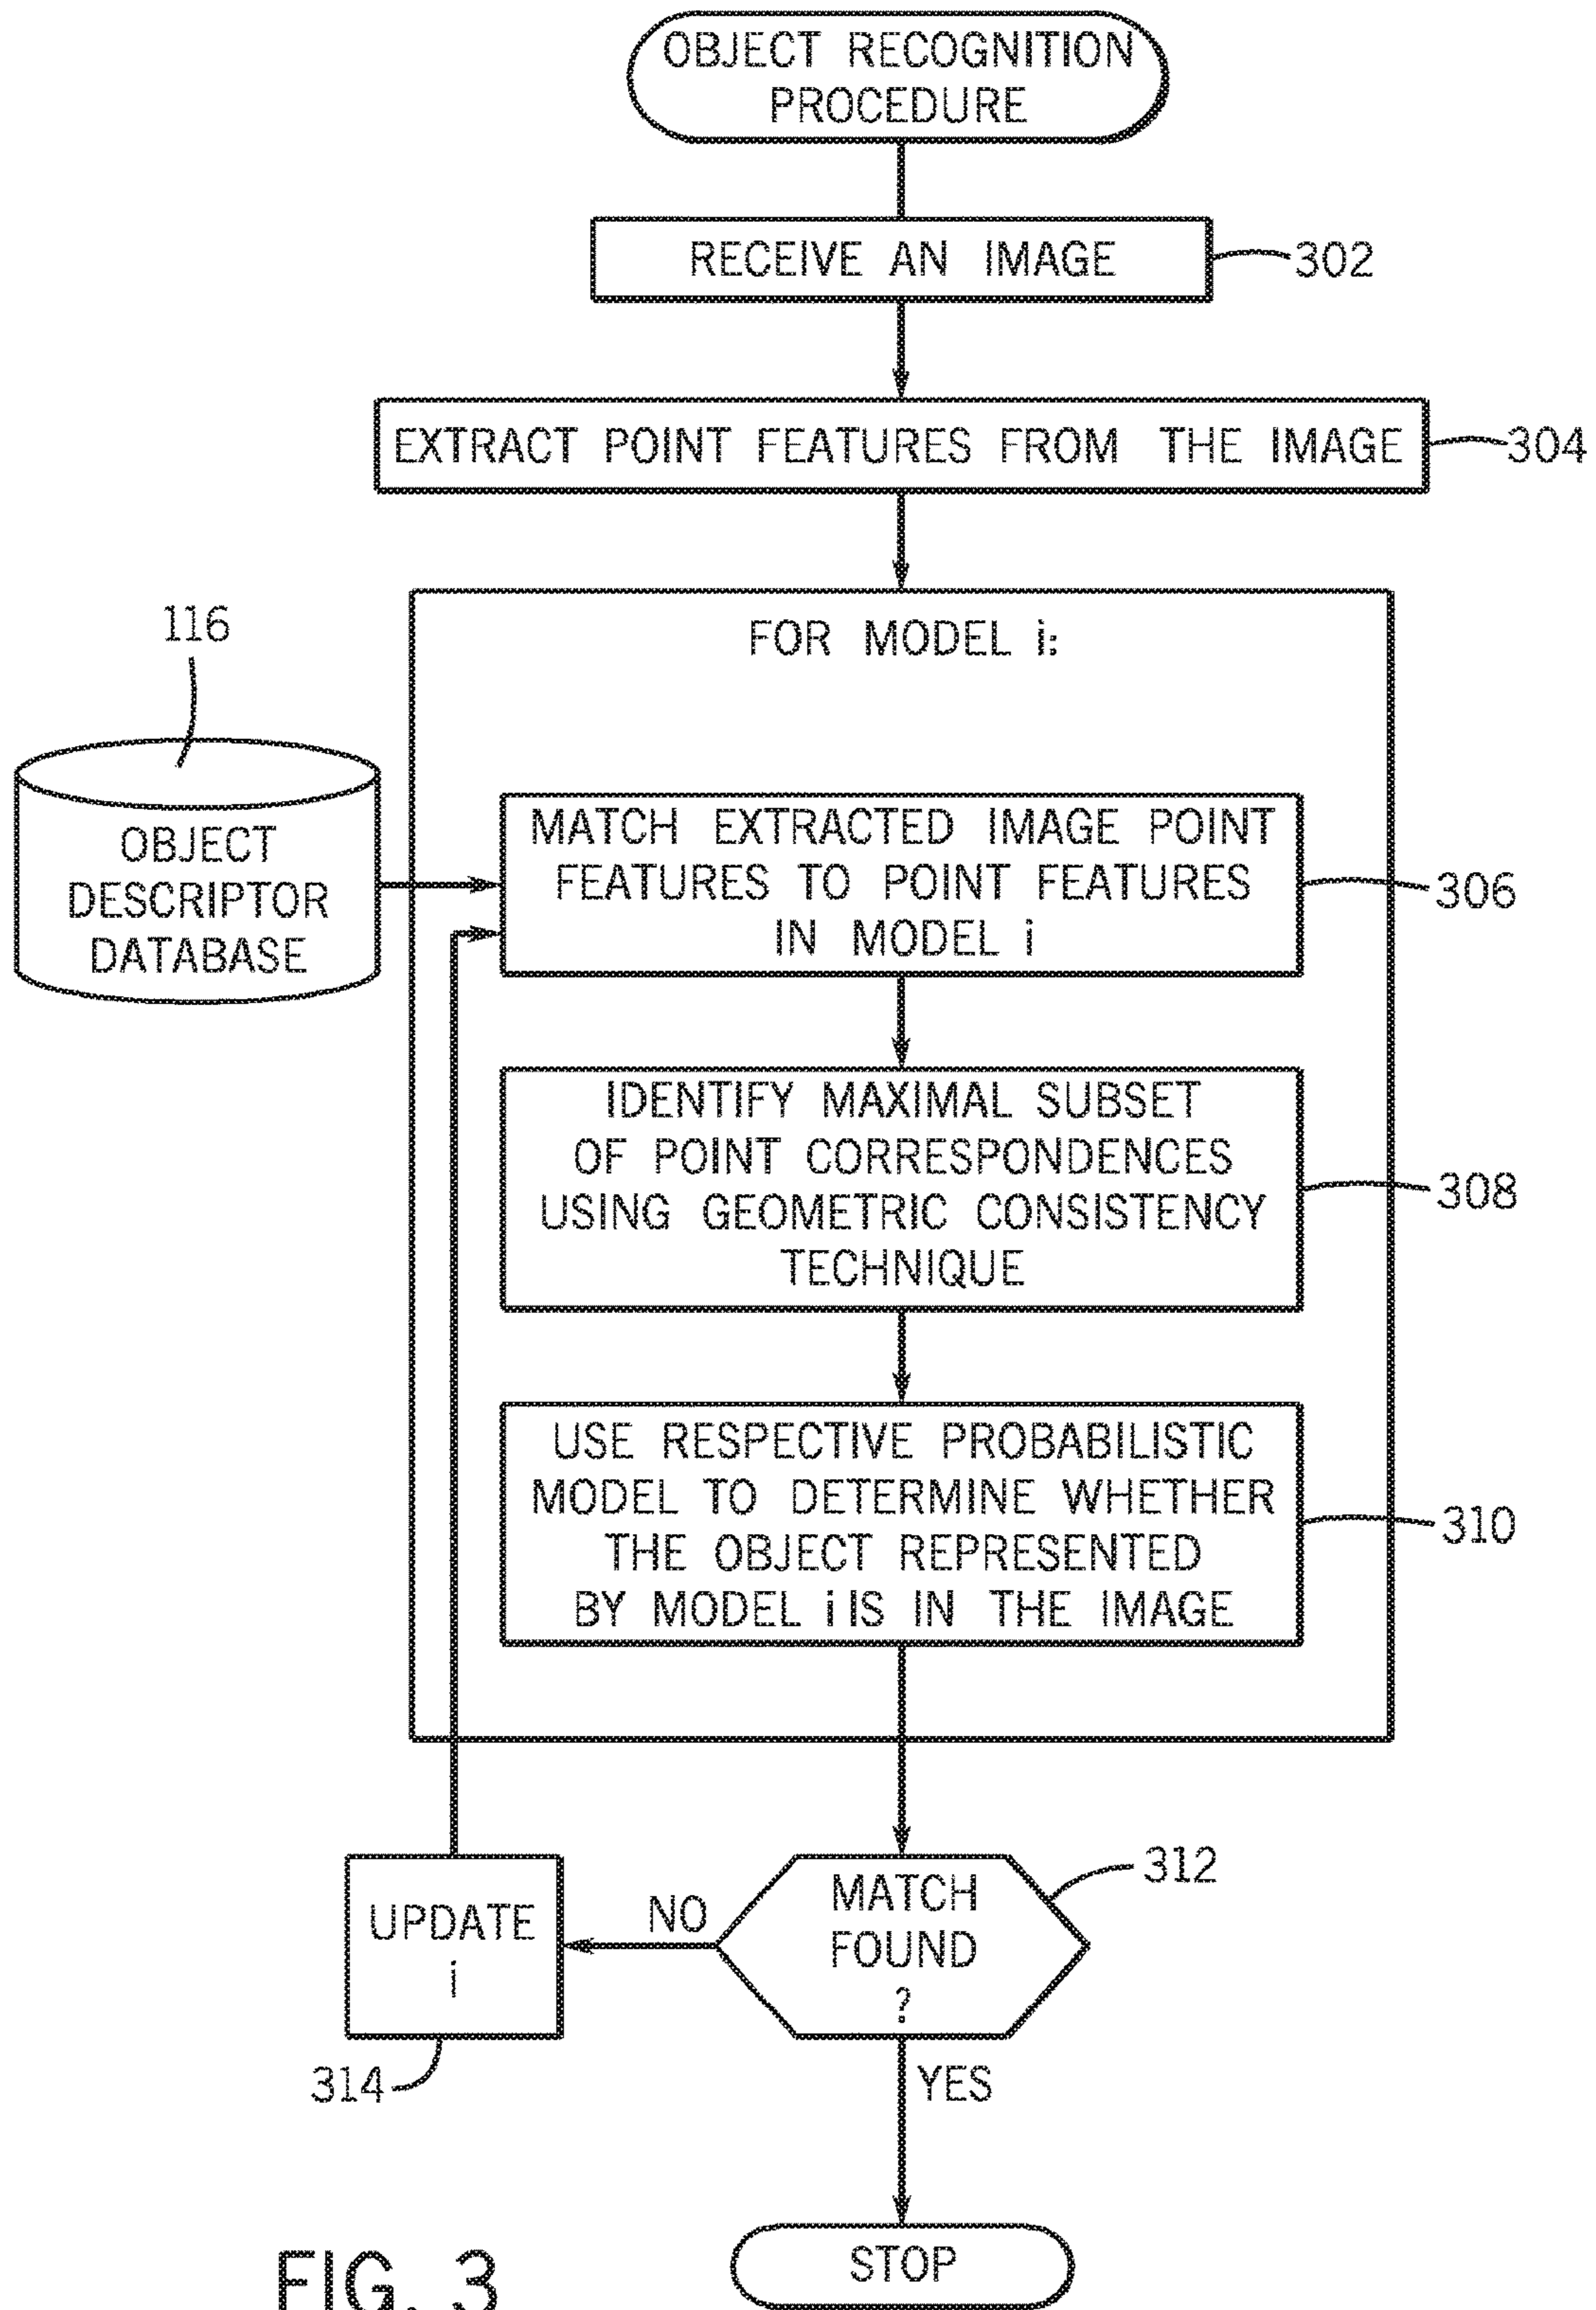 OBJECT RECOGNITION
PROCEDURE
RECEIVE AN IMAGE
302
EXTRACT POINT FEATURES FROM THE IMAGE
304
FOR MODEL i:
116
OBJECT
DESCRIPTOR
DATABASE
MATCH EXTRACTED IMAGE POINT
FEATURES TO POINT FEATURES
IN MODEL i
306
IDENTIFY MAXIMAL SUBSET
OF POINT CORRESPONDENCES
USING GEOMETRIC CONSISTENCY
TECHNIQUE
308
USE RESPECTIVE PROBABILISTIC
MODEL TO DETERMINE WHETHER
THE OBJECT REPRESENTED
BY MODEL i IS IN THE IMAGE
310
MATCH
FOUND
?
312
NO
UPDATE
i
314
YES
STOP
FIG. 3